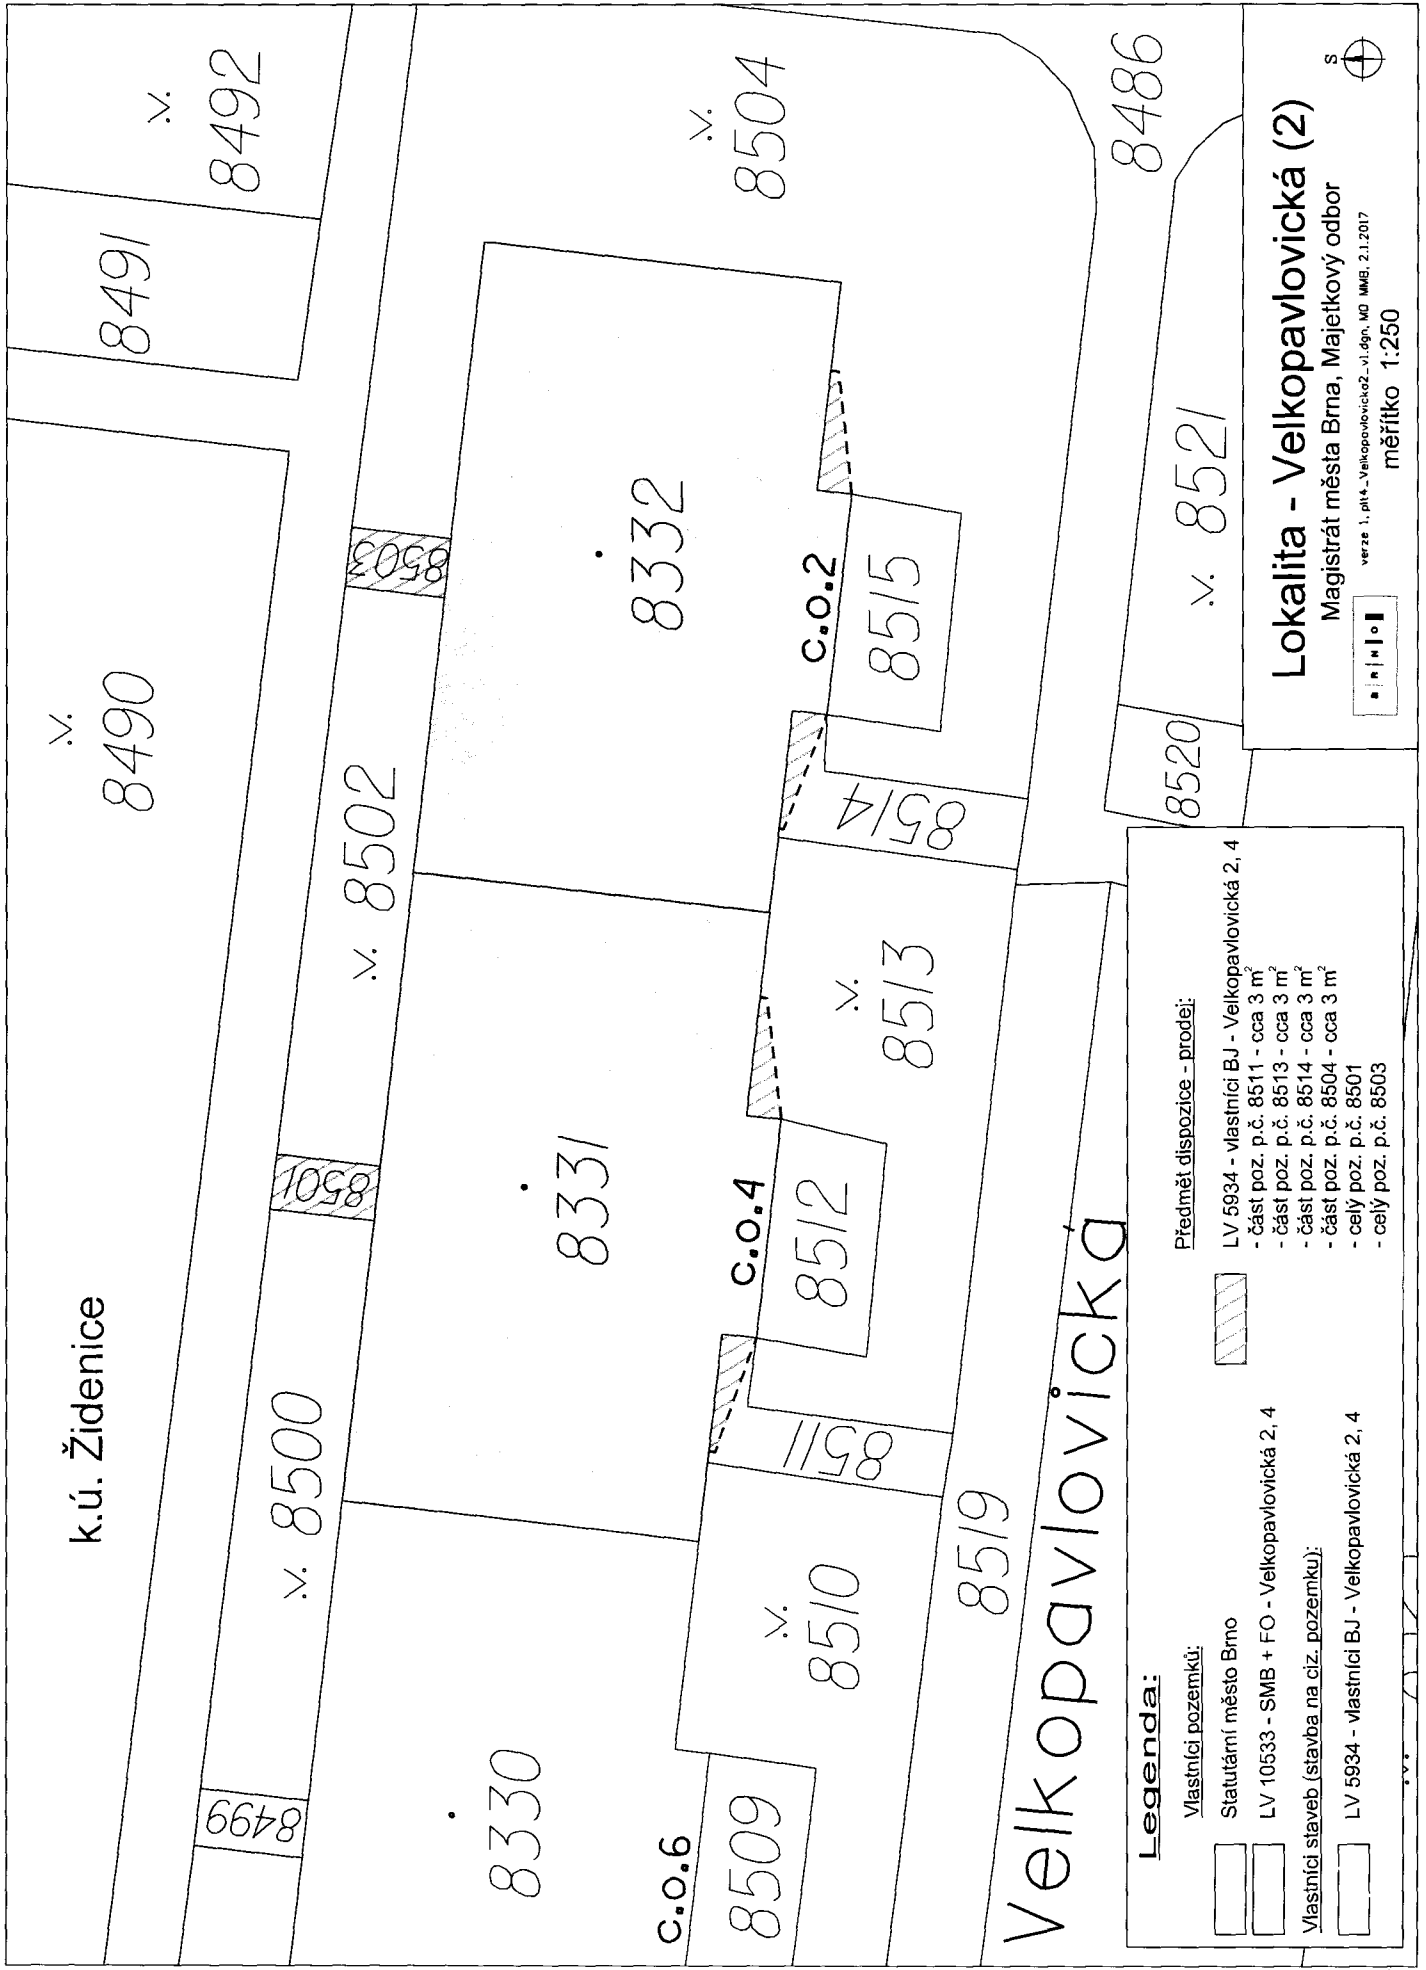 k.ú. Židenice
8490
8491
8492
8499
8500
8501
8502
8503
8504
8330
8331
8332
č.o.6
č.o.4
č.o.2
8509
8510
8511
8512
8513
8514
8515
8519
8520
8521
8486
Velkopavlovická
Legenda:
Vlastníci pozemků:
Statutární město Brno
LV 10533 - SMB + FO - Velkopavlovická 2, 4
Vlastníci staveb (stavba na ciz. pozemku):
LV 5934 - vlastníci BJ - Velkopavlovická 2, 4
Předmět dispozice - prodej:
LV 5934 - vlastníci BJ - Velkopavlovická 2, 4
- část poz. p.č. 8511 - cca 3 m²
- část poz. p.č. 8513 - cca 3 m²
- část poz. p.č. 8514 - cca 3 m²
- část poz. p.č. 8504 - cca 3 m²
- celý poz. p.č. 8501
- celý poz. p.č. 8503
Lokalita - Velkopavlovická (2)
Magistrát města Brna, Majetkový odbor
verze 1, plt4_Velkopavlovicka2_v1.dgn, MO MMB, 2.1.2017
měřítko 1:250
B | R | N | O
S